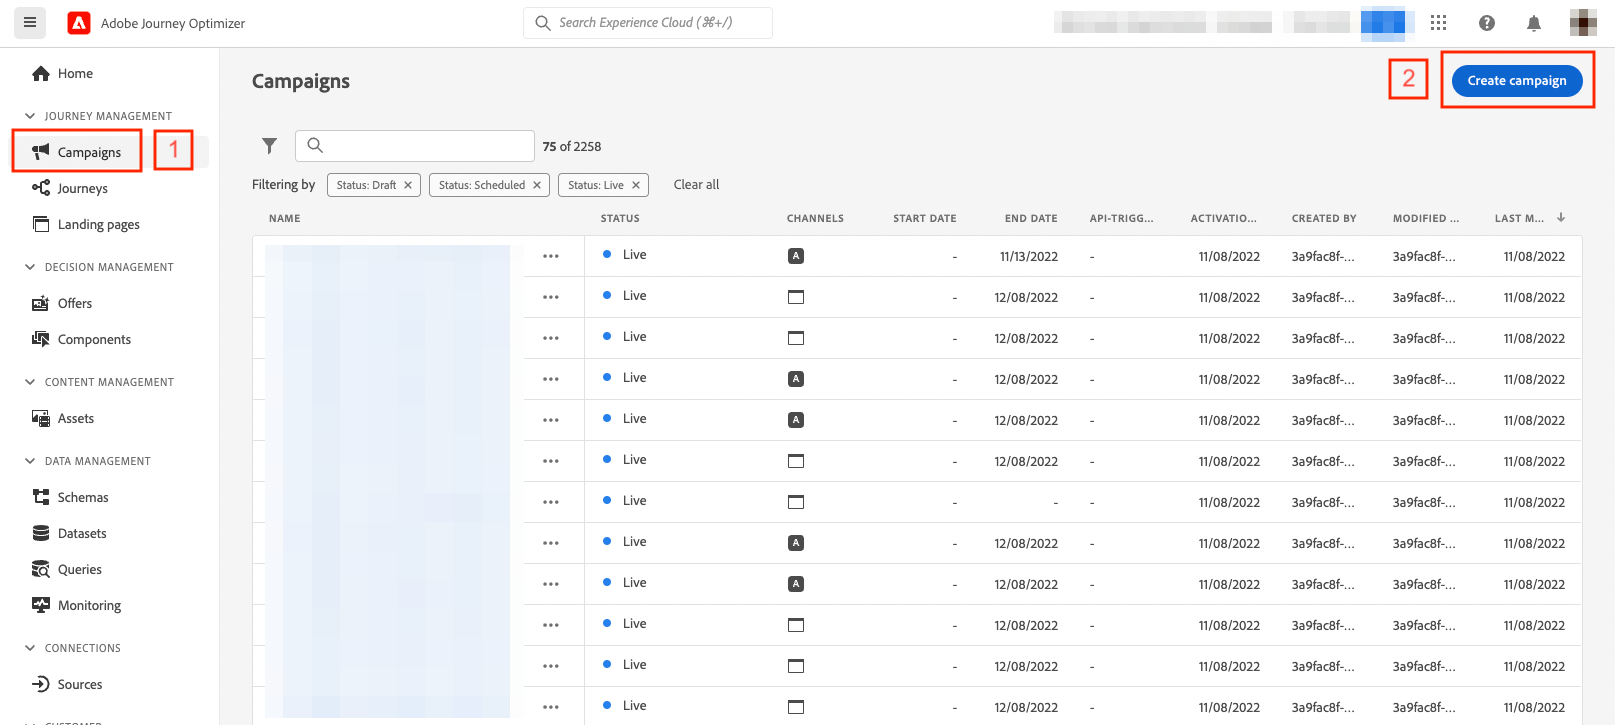 Adobe Journey Optimizer
Search Experience Cloud (⌘+/)
Home
JOURNEY MANAGEMENT
Campaigns
1
Journeys
Landing pages
DECISION MANAGEMENT
Offers
Components
CONTENT MANAGEMENT
Assets
DATA MANAGEMENT
Schemas
Datasets
Queries
Monitoring
CONNECTIONS
Sources
CUSTOMER
Campaigns
2
Create campaign
75 of 2258
Filtering by Status: Draft Status: Scheduled Status: Live Clear all
NAME STATUS CHANNELS START DATE END DATE API-TRIGG... ACTIVATIO... CREATED BY MODIFIED ... LAST M...
Live A - 11/13/2022 - 11/08/2022 3a9fac8f-... 3a9fac8f-... 11/08/2022
Live - 12/08/2022 - 11/08/2022 3a9fac8f-... 3a9fac8f-... 11/08/2022
Live - 12/08/2022 - 11/08/2022 3a9fac8f-... 3a9fac8f-... 11/08/2022
Live A - 12/08/2022 - 11/08/2022 3a9fac8f-... 3a9fac8f-... 11/08/2022
Live A - 12/08/2022 - 11/08/2022 3a9fac8f-... 3a9fac8f-... 11/08/2022
Live - 12/08/2022 - 11/08/2022 3a9fac8f-... 3a9fac8f-... 11/08/2022
Live - - - 11/08/2022 3a9fac8f-... 3a9fac8f-... 11/08/2022
Live A - 12/08/2022 - 11/08/2022 3a9fac8f-... 3a9fac8f-... 11/08/2022
Live A - 12/08/2022 - 11/08/2022 3a9fac8f-... 3a9fac8f-... 11/08/2022
Live - 12/08/2022 - 11/08/2022 3a9fac8f-... 3a9fac8f-... 11/08/2022
Live - 12/08/2022 - 11/08/2022 3a9fac8f-... 3a9fac8f-... 11/08/2022
Live - 12/08/2022 - 11/08/2022 3a9fac8f-... 3a9fac8f-... 11/08/2022